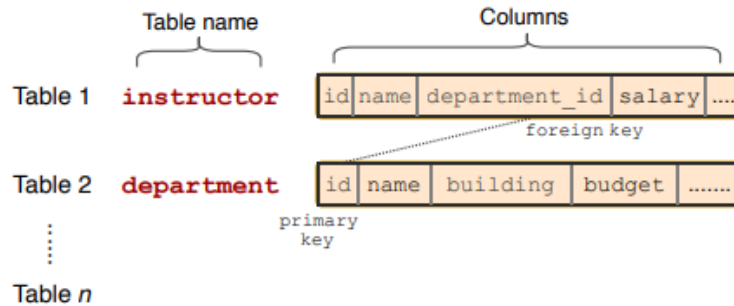 Table name Columns
Table 1 instructor id name department_id salary ....
foreign key
Table 2 department id name building budget .......
primary
key
Table n